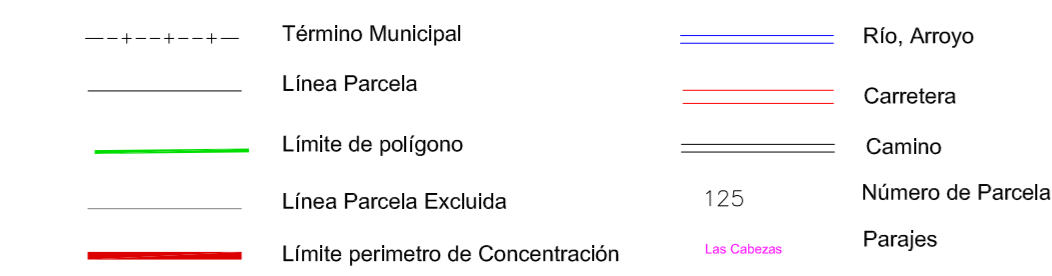 Término Municipal
Línea Parcela
Límite de polígono
Línea Parcela Excluida
Límite perimetro de Concentración
Río, Arroyo
Carretera
Camino
125 Número de Parcela
Las Cabezas Parajes